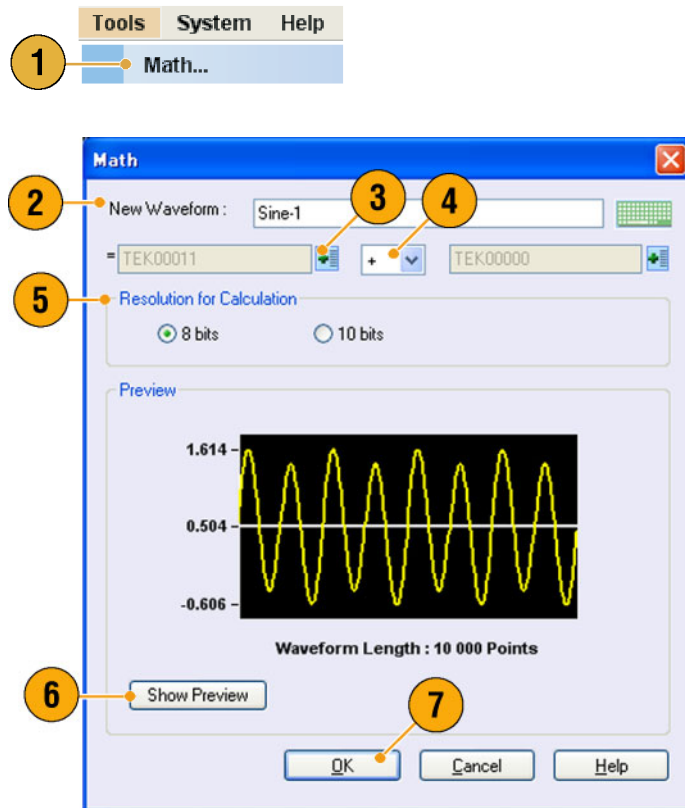 Tools System Help
1 Math...
Math
2 New Waveform : Sine-1 3 4
= TEK00011 + TEK00000
5 Resolution for Calculation
8 bits 10 bits
Preview
1.614
0.504
-0.606
Waveform Length : 10 000 Points
6 Show Preview 7
OK Cancel Help